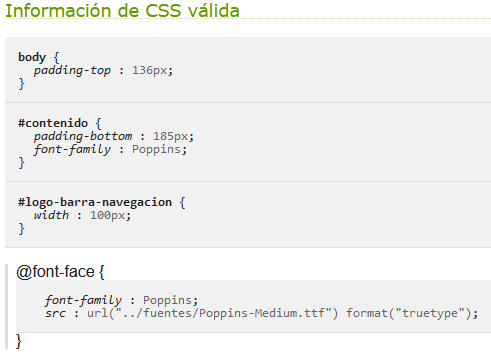 Información de CSS válida
body {
padding-top : 136px;
}
#contenido {
padding-bottom : 185px;
font-family : Poppins;
}
#logo-barra-navegacion {
width : 100px;
}
@font-face {
font-family : Poppins;
src : url("../fuentes/Poppins-Medium.ttf") format("truetype");
}